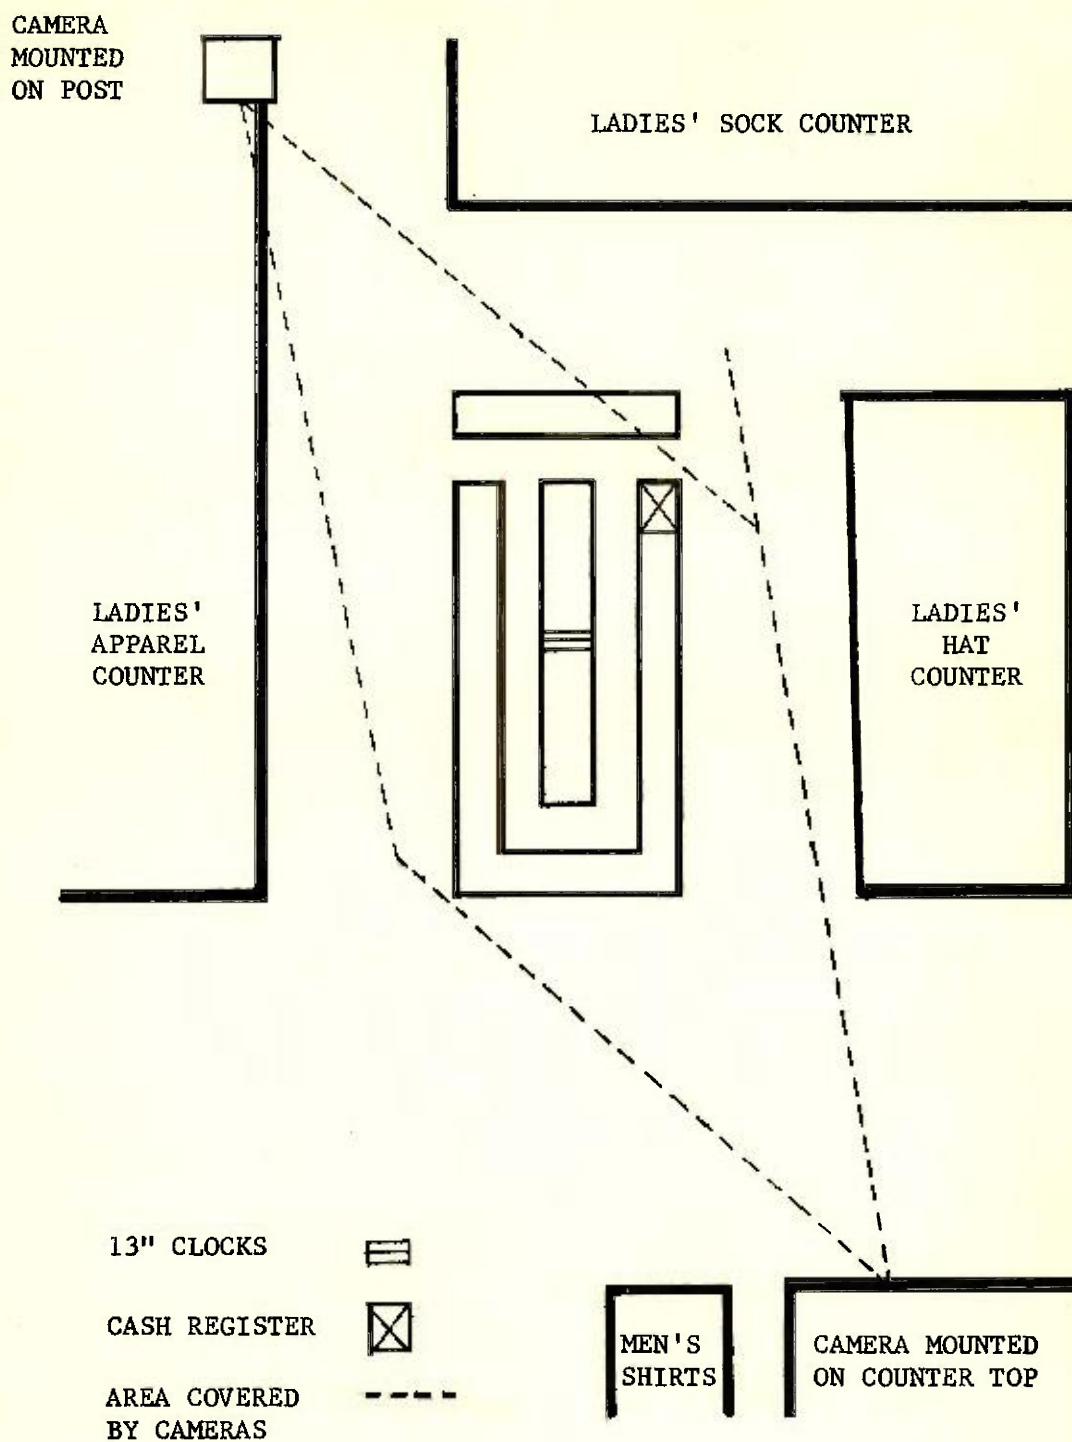 CAMERA
MOUNTED
ON POST
LADIES' SOCK COUNTER
LADIES'
APPAREL
COUNTER
LADIES'
HAT
COUNTER
13" CLOCKS
CASH REGISTER
AREA COVERED
BY CAMERAS
MEN'S
SHIRTS
CAMERA MOUNTED
ON COUNTER TOP